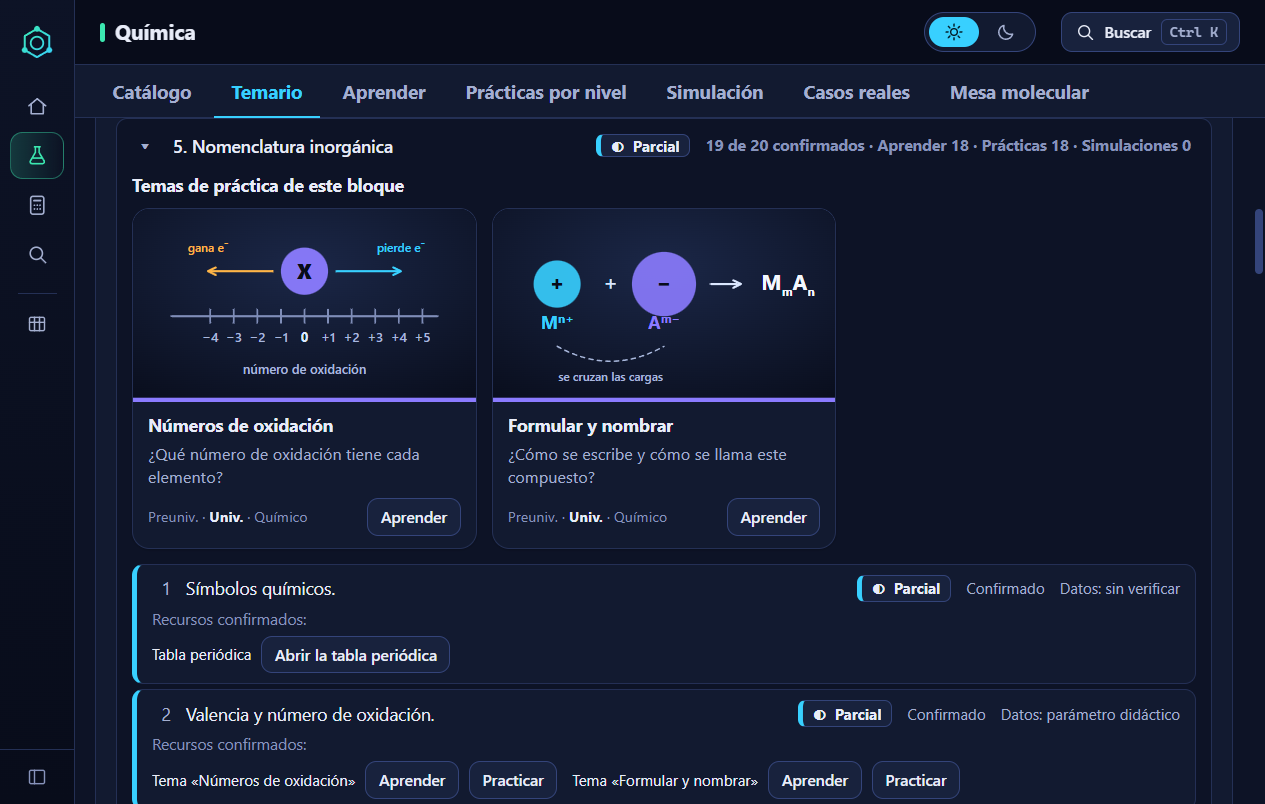 Química
Buscar Ctrl K
Catálogo Temario Aprender Prácticas por nivel Simulación Casos reales Mesa molecular
5. Nomenclatura inorgánica Parcial 19 de 20 confirmados · Aprender 18 · Prácticas 18 · Simulaciones 0
Temas de práctica de este bloque
gana e⁻ pierde e⁻
X
−4 −3 −2 −1 0 +1 +2 +3 +4 +5
número de oxidación
Números de oxidación
¿Qué número de oxidación tiene cada
elemento?
Preuniv. · Univ. · Químico Aprender
+ + − MₘAₙ
Mⁿ⁺ Aᵐ⁻
se cruzan las cargas
Formular y nombrar
¿Cómo se escribe y cómo se llama este
compuesto?
Preuniv. · Univ. · Químico Aprender
1 Símbolos químicos. Parcial Confirmado Datos: sin verificar
Recursos confirmados:
Tabla periódica Abrir la tabla periódica
2 Valencia y número de oxidación. Parcial Confirmado Datos: parámetro didáctico
Recursos confirmados:
Tema «Números de oxidación» Aprender Practicar Tema «Formular y nombrar» Aprender Practicar